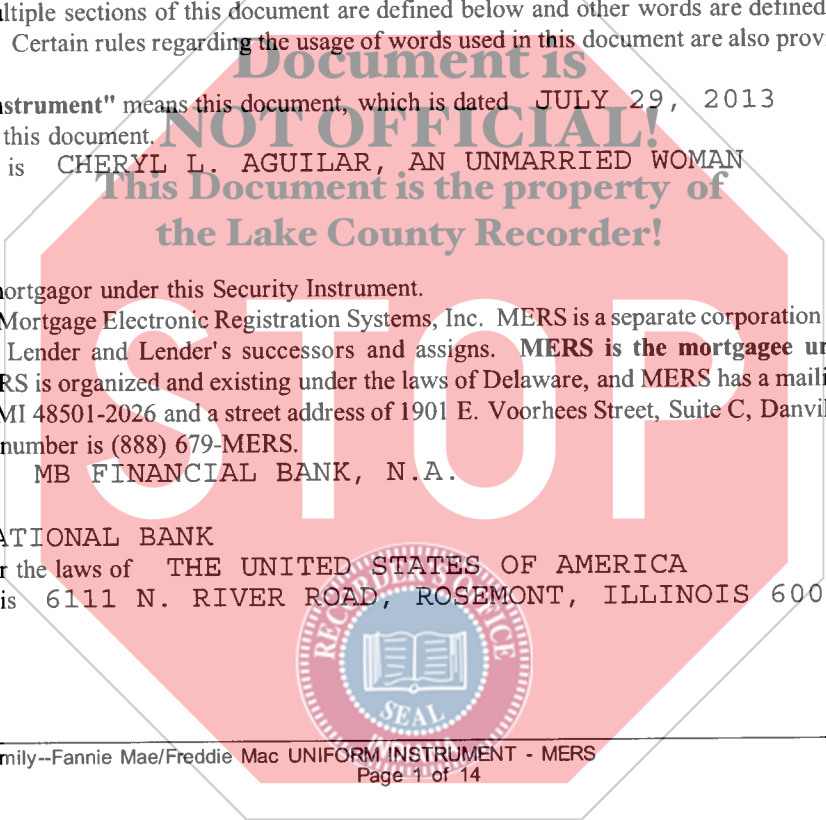 ltiple sections of this document are defined below and other words are defined
Certain rules regarding the usage of words used in this document are also prov
Document is
nstrument" means this document, which is dated JULY 29, 2013
this document.
NOT OFFICIAL!
is CHERYL L. AGUILAR, AN UNMARRIED WOMAN
This Document is the property of
the Lake County Recorder!
ortgagor under this Security Instrument.
Mortgage Electronic Registration Systems, Inc. MERS is a separate corporation
Lender and Lender's successors and assigns. MERS is the mortgagee u
RS is organized and existing under the laws of Delaware, and MERS has a maili
MI 48501-2026 and a street address of 1901 E. Voorhees Street, Suite C, Danvil
number is (888) 679-MERS.
STOP
MB FINANCIAL BANK, N.A.
ATIONAL BANK
r the laws of THE UNITED STATES OF AMERICA
is 6111 N. RIVER ROAD, ROSEMONT, ILLINOIS 600
RECORDER'S OFFICE
SEAL
INDIANA
mily--Fannie Mae/Freddie Mac UNIFORM INSTRUMENT - MERS
Page 1 of 14